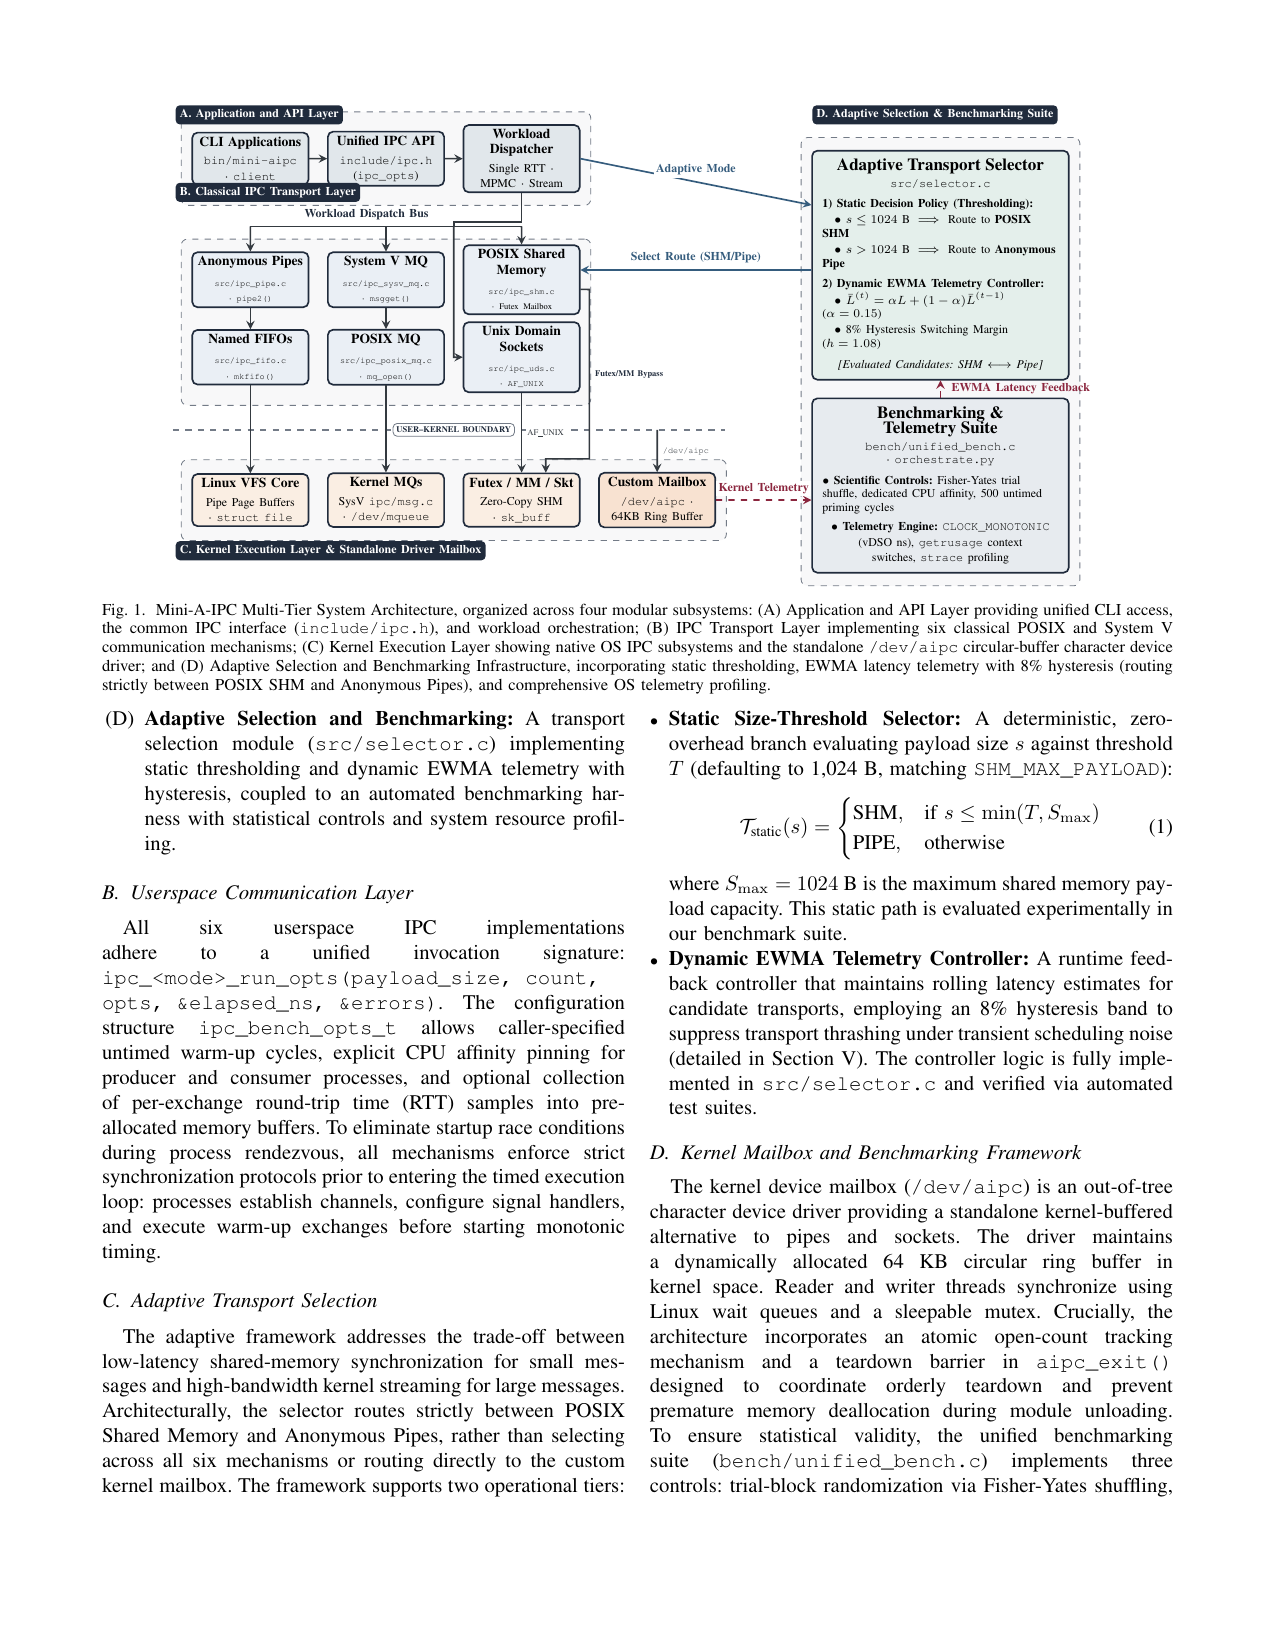 A. Application and API Layer
CLI Applications
bin/mini-aipc
· client
Unified IPC API
include/ipc.h
(ipc_opts)
Workload
Dispatcher
Single RTT ·
MPMC · Stream
B. Classical IPC Transport Layer
Workload Dispatch Bus
Anonymous Pipes
src/ipc_pipe.c
· pipe2()
System V MQ
src/ipc_sysv_mq.c
· msgget()
POSIX Shared
Memory
src/ipc_shm.c
· Futex Mailbox
Named FIFOs
src/ipc_fifo.c
· mkfifo()
POSIX MQ
src/ipc_posix_mq.c
· mq_open()
Unix Domain
Sockets
src/ipc_uds.c
· AF_UNIX
Futex/MM Bypass
USER–KERNEL BOUNDARY
AF_UNIX
/dev/aipc
Linux VFS Core
Pipe Page Buffers
· struct file
Kernel MQs
SysV ipc/msg.c
· /dev/mqueue
Futex / MM / Skt
Zero-Copy SHM
· sk_buff
Custom Mailbox
/dev/aipc ·
64KB Ring Buffer
C. Kernel Execution Layer & Standalone Driver Mailbox
Adaptive Mode
Select Route (SHM/Pipe)
Kernel Telemetry
D. Adaptive Selection & Benchmarking Suite
Adaptive Transport Selector
src/selector.c
1) Static Decision Policy (Thresholding):
• s ≤ 1024 B ⟹ Route to POSIX
SHM
• s > 1024 B ⟹ Route to Anonymous
Pipe
2) Dynamic EWMA Telemetry Controller:
• L̄^(t) = αL + (1 − α)L̄^(t−1)
(α = 0.15)
• 8% Hysteresis Switching Margin
(h = 1.08)
[Evaluated Candidates: SHM ⟷ Pipe]
EWMA Latency Feedback
Benchmarking &
Telemetry Suite
bench/unified_bench.c
· orchestrate.py
• Scientific Controls: Fisher-Yates trial
shuffle, dedicated CPU affinity, 500 untimed
priming cycles
• Telemetry Engine: CLOCK_MONOTONIC
(vDSO ns), getrusage context
switches, strace profiling
Fig. 1. Mini-A-IPC Multi-Tier System Architecture, organized across four modular subsystems: (A) Application and API Layer providing unified CLI access,
the common IPC interface (include/ipc.h), and workload orchestration; (B) IPC Transport Layer implementing six classical POSIX and System V
communication mechanisms; (C) Kernel Execution Layer showing native OS IPC subsystems and the standalone /dev/aipc circular-buffer character device
driver; and (D) Adaptive Selection and Benchmarking Infrastructure, incorporating static thresholding, EWMA latency telemetry with 8% hysteresis (routing
strictly between POSIX SHM and Anonymous Pipes), and comprehensive OS telemetry profiling.
(D) Adaptive Selection and Benchmarking: A transport
selection module (src/selector.c) implementing
static thresholding and dynamic EWMA telemetry with
hysteresis, coupled to an automated benchmarking har-
ness with statistical controls and system resource profil-
ing.
B. Userspace Communication Layer
All six userspace IPC implementations
adhere to a unified invocation signature:
ipc_<mode>_run_opts(payload_size, count,
opts, &elapsed_ns, &errors). The configuration
structure ipc_bench_opts_t allows caller-specified
untimed warm-up cycles, explicit CPU affinity pinning for
producer and consumer processes, and optional collection
of per-exchange round-trip time (RTT) samples into pre-
allocated memory buffers. To eliminate startup race conditions
during process rendezvous, all mechanisms enforce strict
synchronization protocols prior to entering the timed execution
loop: processes establish channels, configure signal handlers,
and execute warm-up exchanges before starting monotonic
timing.
C. Adaptive Transport Selection
The adaptive framework addresses the trade-off between
low-latency shared-memory synchronization for small mes-
sages and high-bandwidth kernel streaming for large messages.
Architecturally, the selector routes strictly between POSIX
Shared Memory and Anonymous Pipes, rather than selecting
across all six mechanisms or routing directly to the custom
kernel mailbox. The framework supports two operational tiers:
• Static Size-Threshold Selector: A deterministic, zero-
overhead branch evaluating payload size s against threshold
T (defaulting to 1,024 B, matching SHM_MAX_PAYLOAD):
𝒯static(s) = { SHM, if s ≤ min(T, Smax)
PIPE, otherwise (1)
where Smax = 1024 B is the maximum shared memory pay-
load capacity. This static path is evaluated experimentally in
our benchmark suite.
• Dynamic EWMA Telemetry Controller: A runtime feed-
back controller that maintains rolling latency estimates for
candidate transports, employing an 8% hysteresis band to
suppress transport thrashing under transient scheduling noise
(detailed in Section V). The controller logic is fully imple-
mented in src/selector.c and verified via automated
test suites.
D. Kernel Mailbox and Benchmarking Framework
The kernel device mailbox (/dev/aipc) is an out-of-tree
character device driver providing a standalone kernel-buffered
alternative to pipes and sockets. The driver maintains
a dynamically allocated 64 KB circular ring buffer in
kernel space. Reader and writer threads synchronize using
Linux wait queues and a sleepable mutex. Crucially, the
architecture incorporates an atomic open-count tracking
mechanism and a teardown barrier in aipc_exit()
designed to coordinate orderly teardown and prevent
premature memory deallocation during module unloading.
To ensure statistical validity, the unified benchmarking
suite (bench/unified_bench.c) implements three
controls: trial-block randomization via Fisher-Yates shuffling,